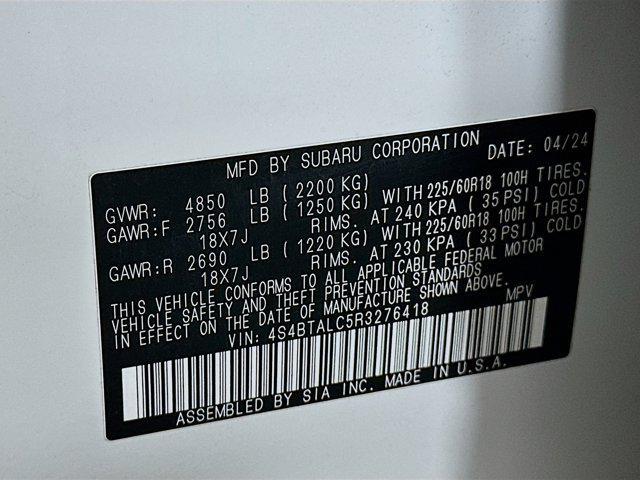 MFD BY SUBARU CORPORATION DATE: 04/24
GVWR: 4850 LB (2200 KG)
GAWR:F 2756 LB (1250 KG) WITH 225/60R18 100H TIRES.
18X7J RIMS. AT 240 KPA (35 PSI) COLD
GAWR:R 2690 LB (1220 KG) WITH 225/60R18 100H TIRES.
18X7J RIMS. AT 230 KPA (33 PSI) COLD
THIS VEHICLE CONFORMS TO ALL APPLICABLE FEDERAL MOTOR
VEHICLE SAFETY AND THEFT PREVENTION STANDARDS
IN EFFECT ON THE DATE OF MANUFACTURE SHOWN ABOVE.
VIN: 4S4BTALC5R3276418 MPV
ASSEMBLED BY SIA INC. MADE IN U.S.A.